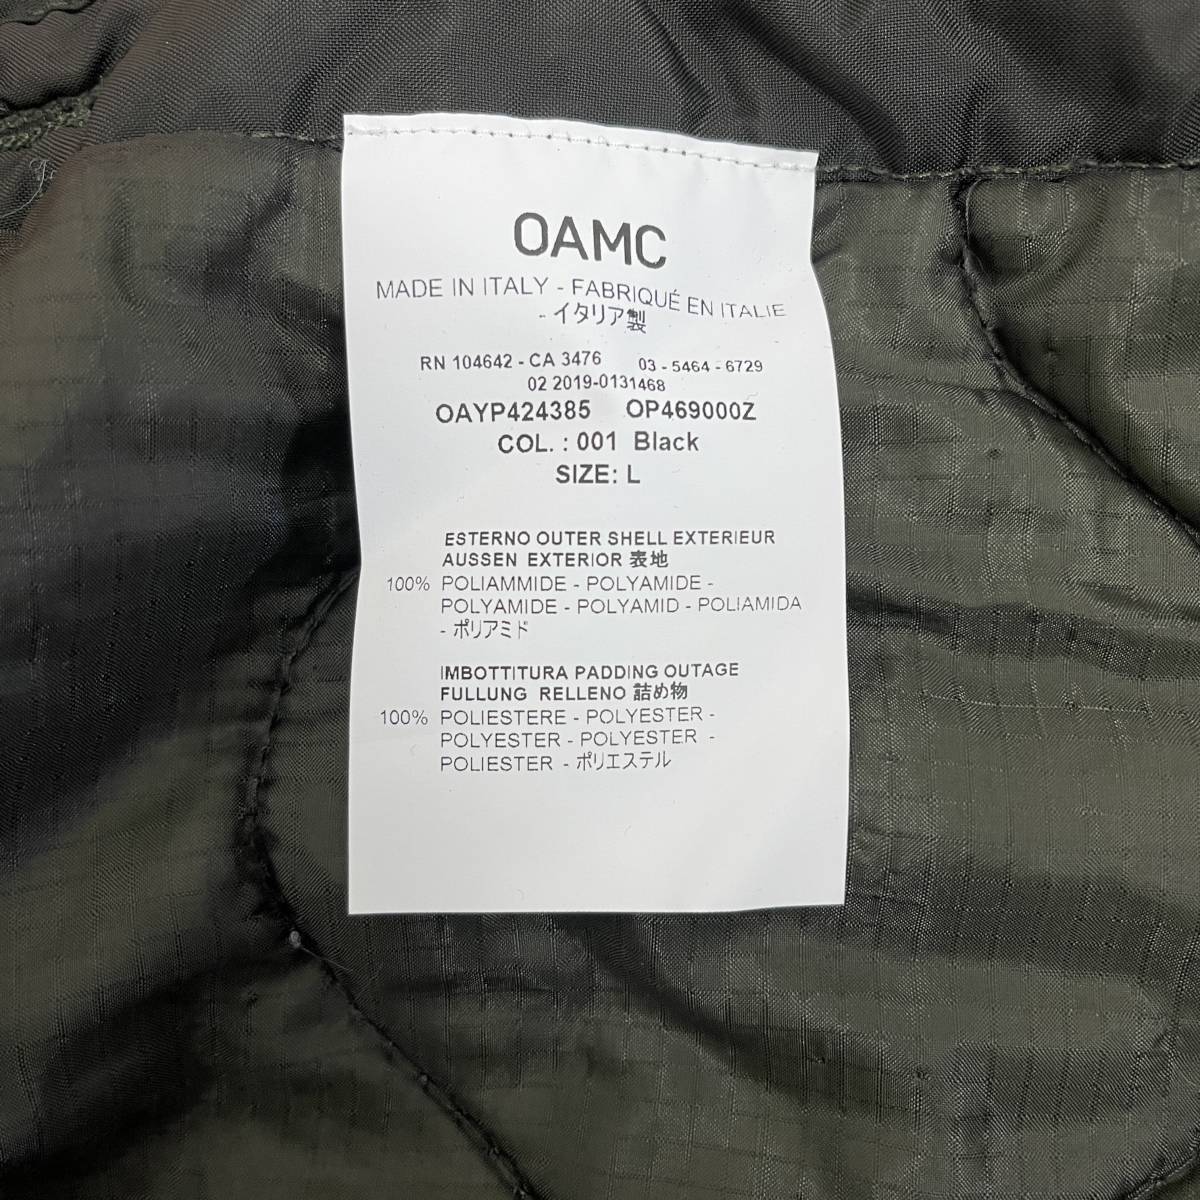 OAMC
MADE IN ITALY - FABRIQUÉ EN ITALIE
- イタリア製
RN 104642 - CA 3476 03 - 5464 - 6729
02 2019-0131468
OAYP424385 OP469000Z
COL. : 001 Black
SIZE: L
ESTERNO OUTER SHELL EXTERIEUR
AUSSEN EXTERIOR 表地
100% POLIAMMIDE - POLYAMIDE -
POLYAMIDE - POLYAMID - POLIAMIDA
- ポリアミド
IMBOTTITURA PADDING OUTAGE
FULLUNG RELLENO 詰め物
100% POLIESTERE - POLYESTER -
POLYESTER - POLYESTER -
POLIESTER - ポリエステル